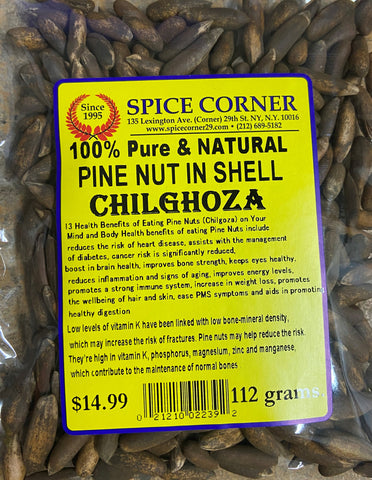 Since
1995
SPICE CORNER
135 Lexington Ave. (Corner) 29th St. NY, N.Y. 10016
www.spicecorner29.com • (212) 689-5182
100% Pure & NATURAL
PINE NUT IN SHELL
CHILGHOZA
13 Health Benefits of Eating Pine Nuts (Chilgoza) on Your
Mind and Body Health benefits of eating Pine Nuts include
reduces the risk of heart disease, assists with the management
of diabetes, cancer risk is significantly reduced,
boost in brain health, improves bone strength, keeps eyes healthy,
reduces inflammation and signs of aging, improves energy levels,
promotes a strong immune system, increase in weight loss, promotes
the wellbeing of hair and skin, ease PMS symptoms and aids in promoting
healthy digestion
Low levels of vitamin K have been linked with low bone-mineral density,
which may increase the risk of fractures. Pine nuts may help reduce the risk.
They're high in vitamin K, phosphorus, magnesium, zinc and manganese,
which contribute to the maintenance of normal bones
$14.99
0 21210 02239 2
112 grams